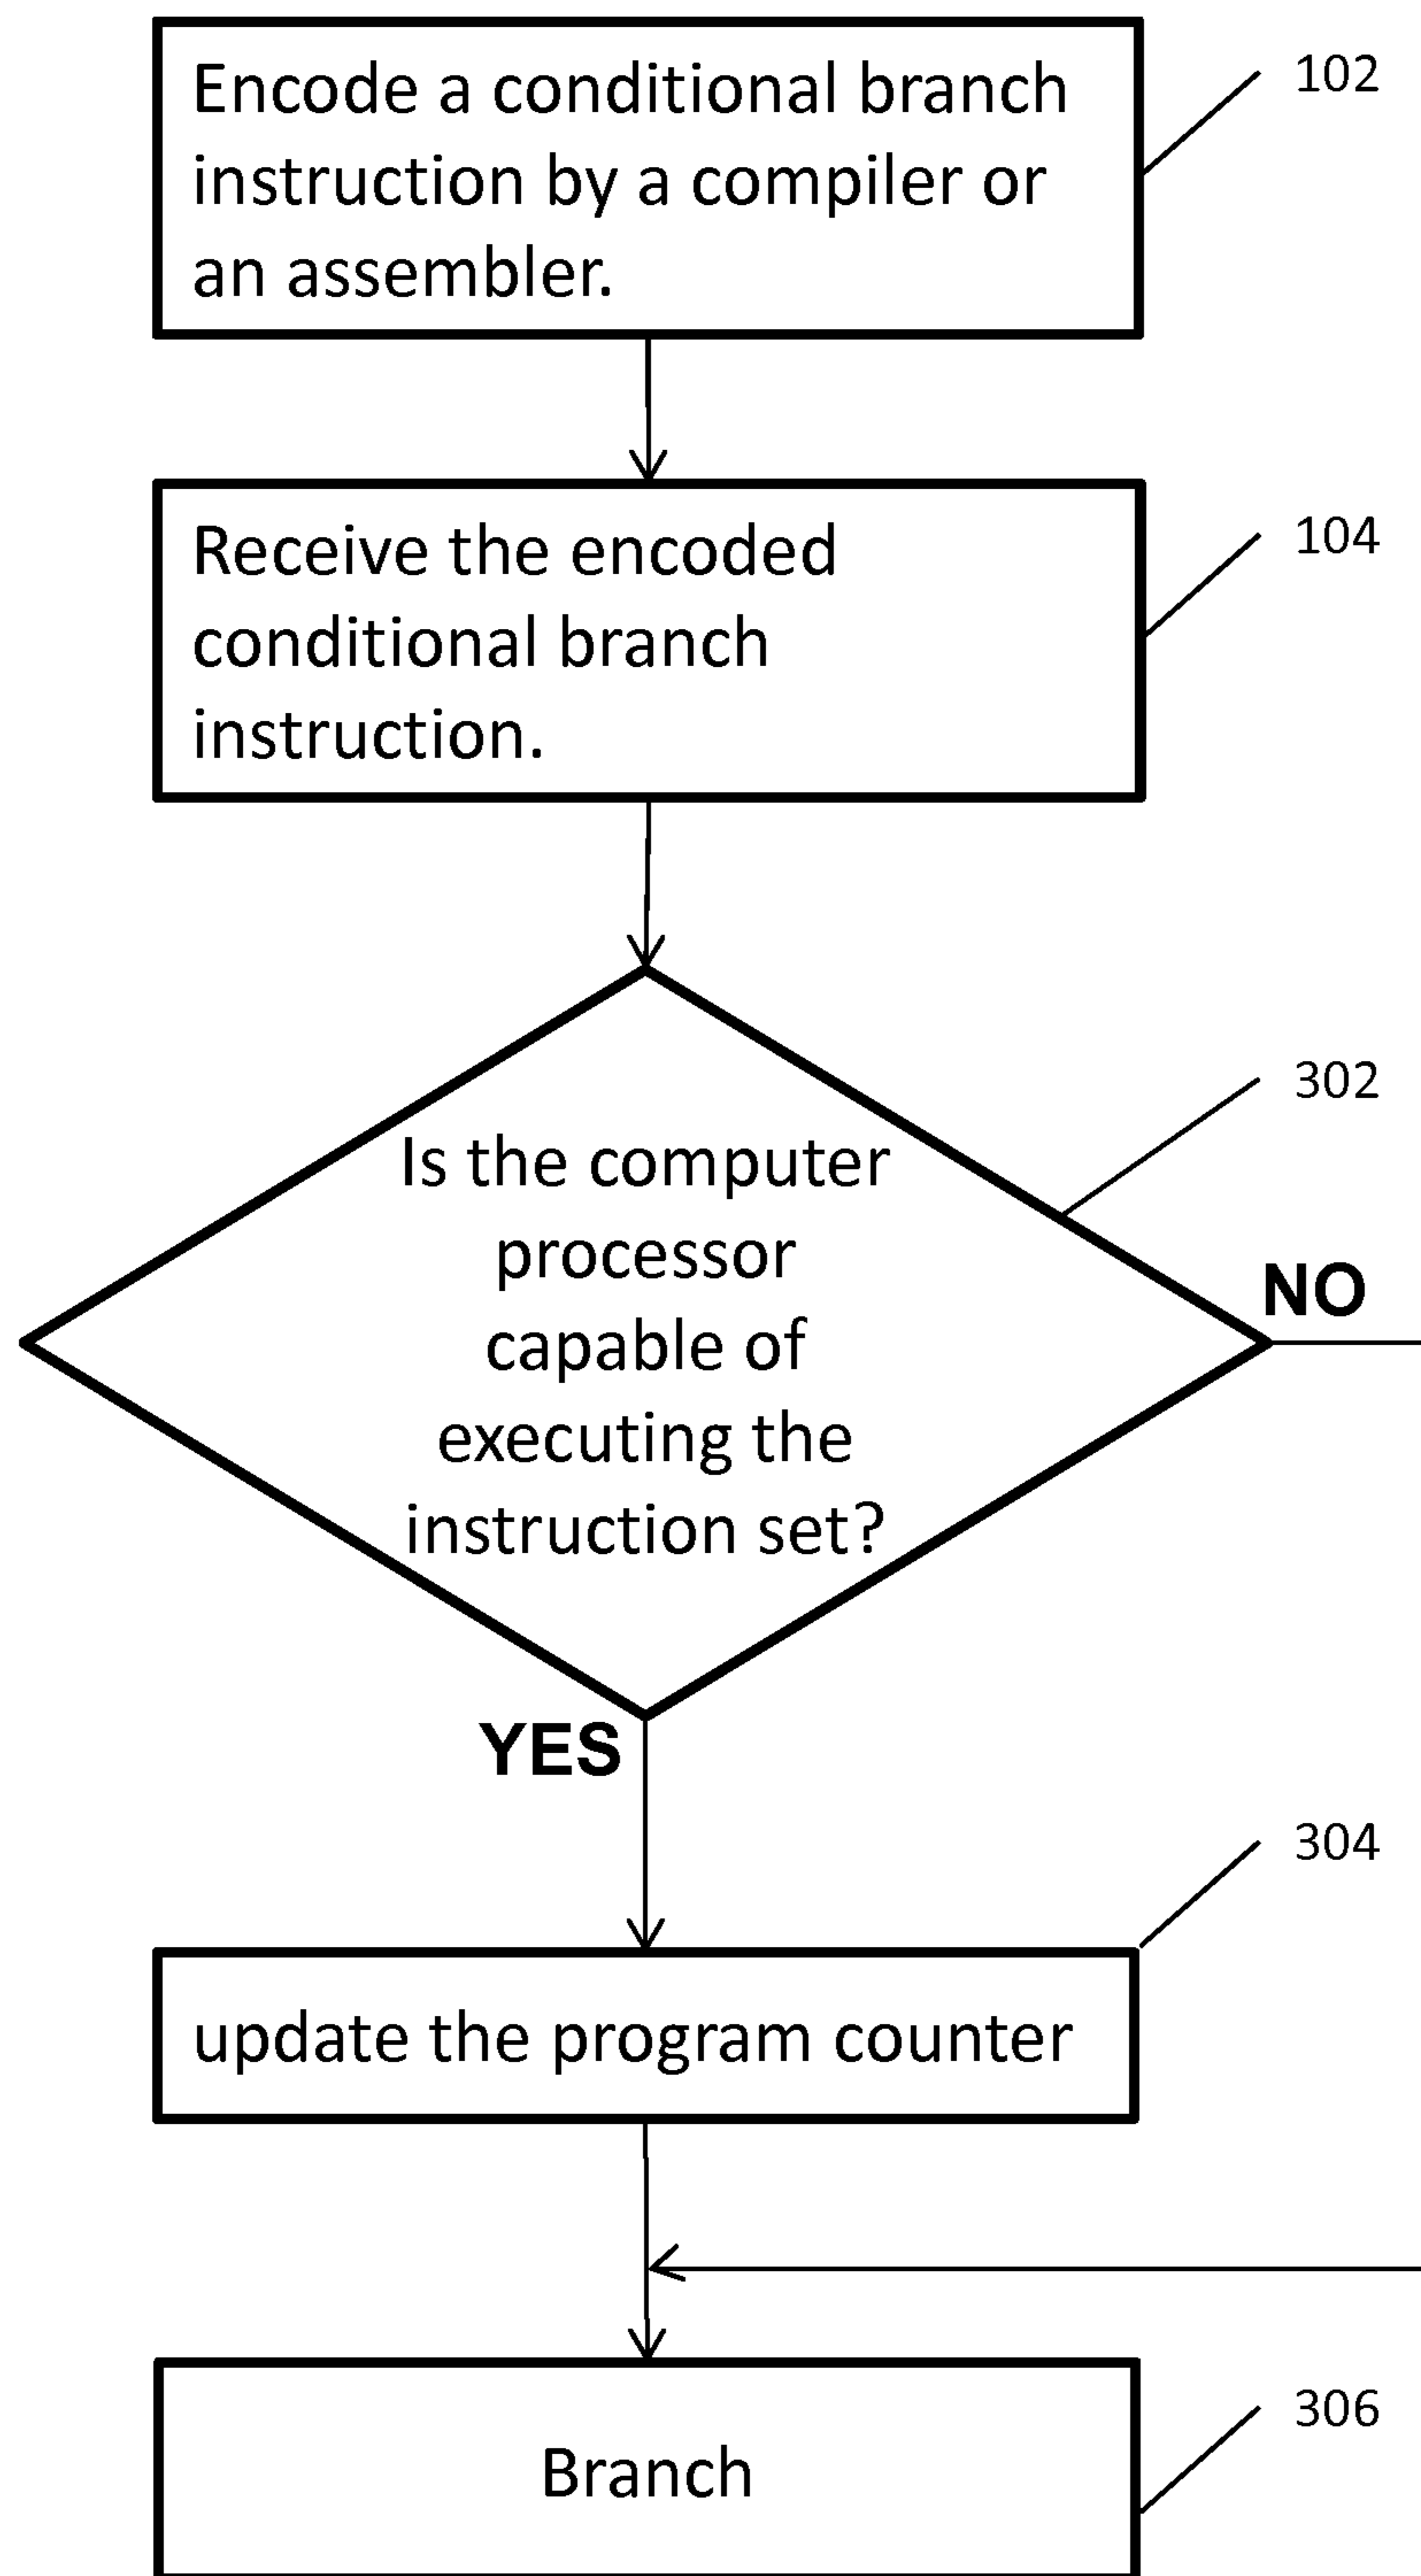 Encode a conditional branch
instruction by a compiler or
an assembler.
102
Receive the encoded
conditional branch
instruction.
104
302
Is the computer
processor
capable of
executing the
instruction set?
NO
YES
304
update the program counter
306
Branch